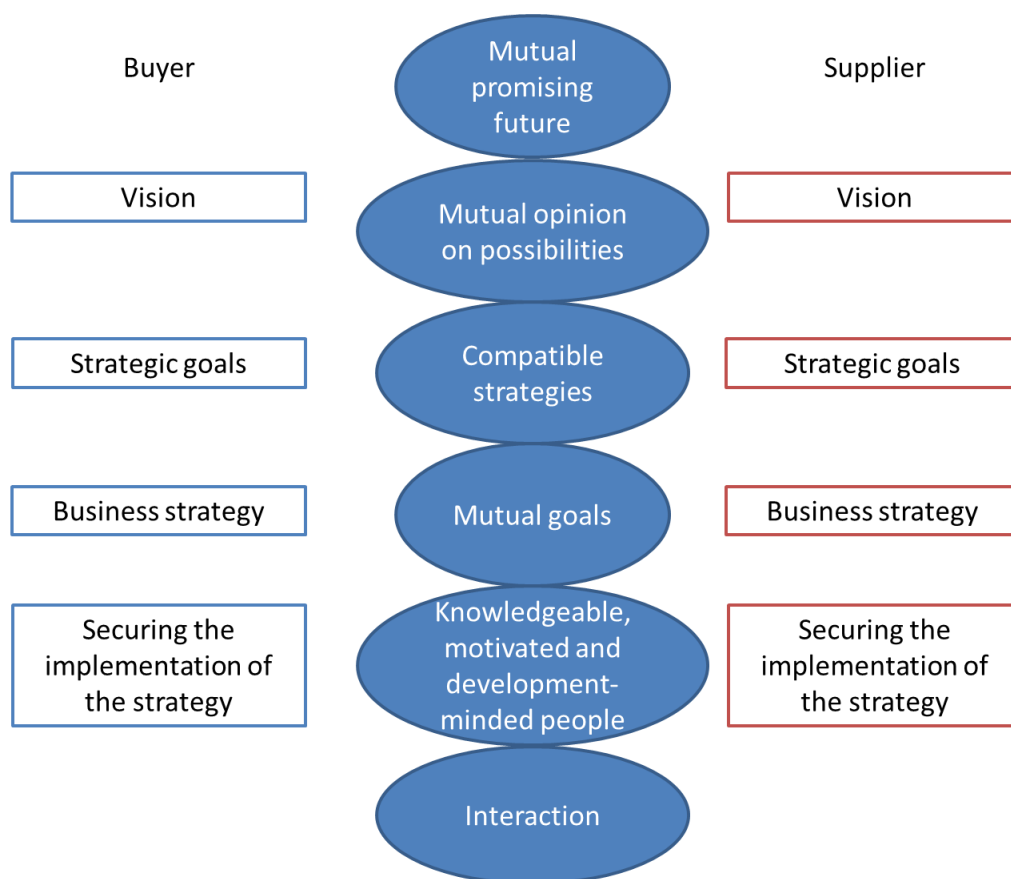 Buyer
Mutual
promising
future
Supplier
Vision
Mutual opinion
on possibilities
Vision
Strategic goals
Compatible
strategies
Strategic goals
Business strategy
Mutual goals
Business strategy
Securing the
implementation of
the strategy
Knowledgeable,
motivated and
development-
minded people
Securing the
implementation of
the strategy
Interaction